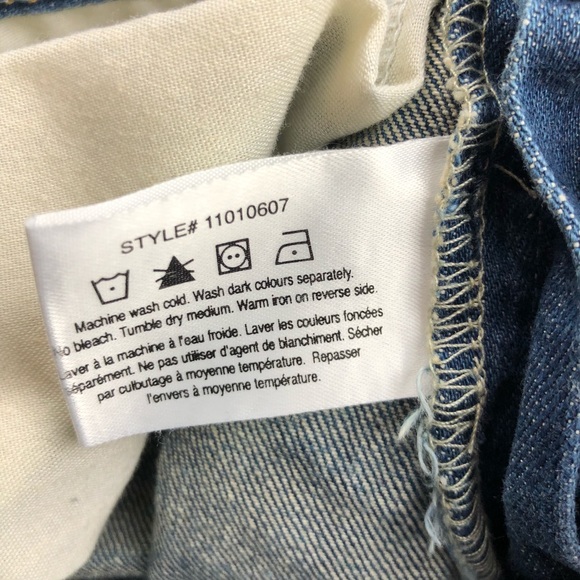 STYLE# 11010607
Machine wash cold. Wash dark colours separately.
No bleach. Tumble dry medium. Warm iron on reverse side.
Laver à la machine à l'eau froide. Laver les couleurs foncées
séparément. Ne pas utiliser d'agent de blanchiment. Sécher
par culbutage à moyenne température. Repasser
l'envers à moyenne température.